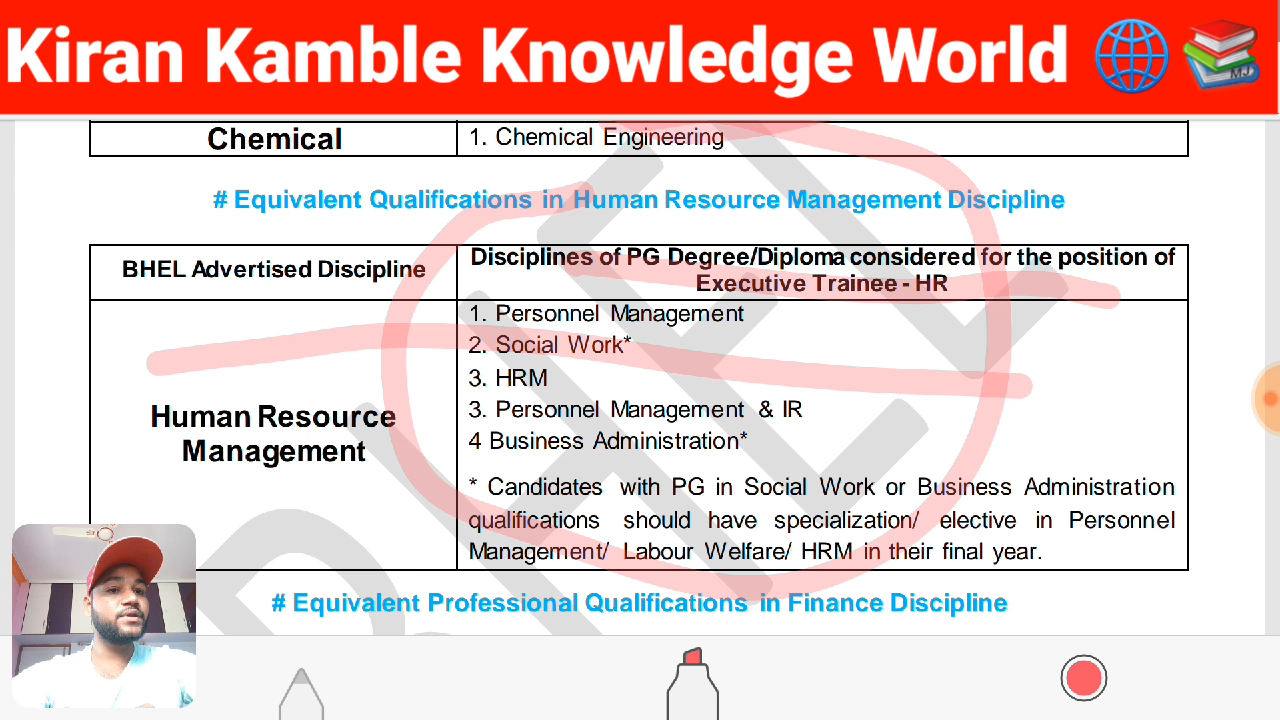 Kiran Kamble Knowledge World
MJ
Chemical
1. Chemical Engineering
# Equivalent Qualifications in Human Resource Management Discipline
BHEL Advertised Discipline
Disciplines of PG Degree/Diploma considered for the position of
Executive Trainee - HR
Human Resource
Management
1. Personnel Management
2. Social Work*
3. HRM
3. Personnel Management & IR
4 Business Administration*
* Candidates with PG in Social Work or Business Administration
qualifications should have specialization/ elective in Personnel
Management/ Labour Welfare/ HRM in their final year.
# Equivalent Professional Qualifications in Finance Discipline
BHEL